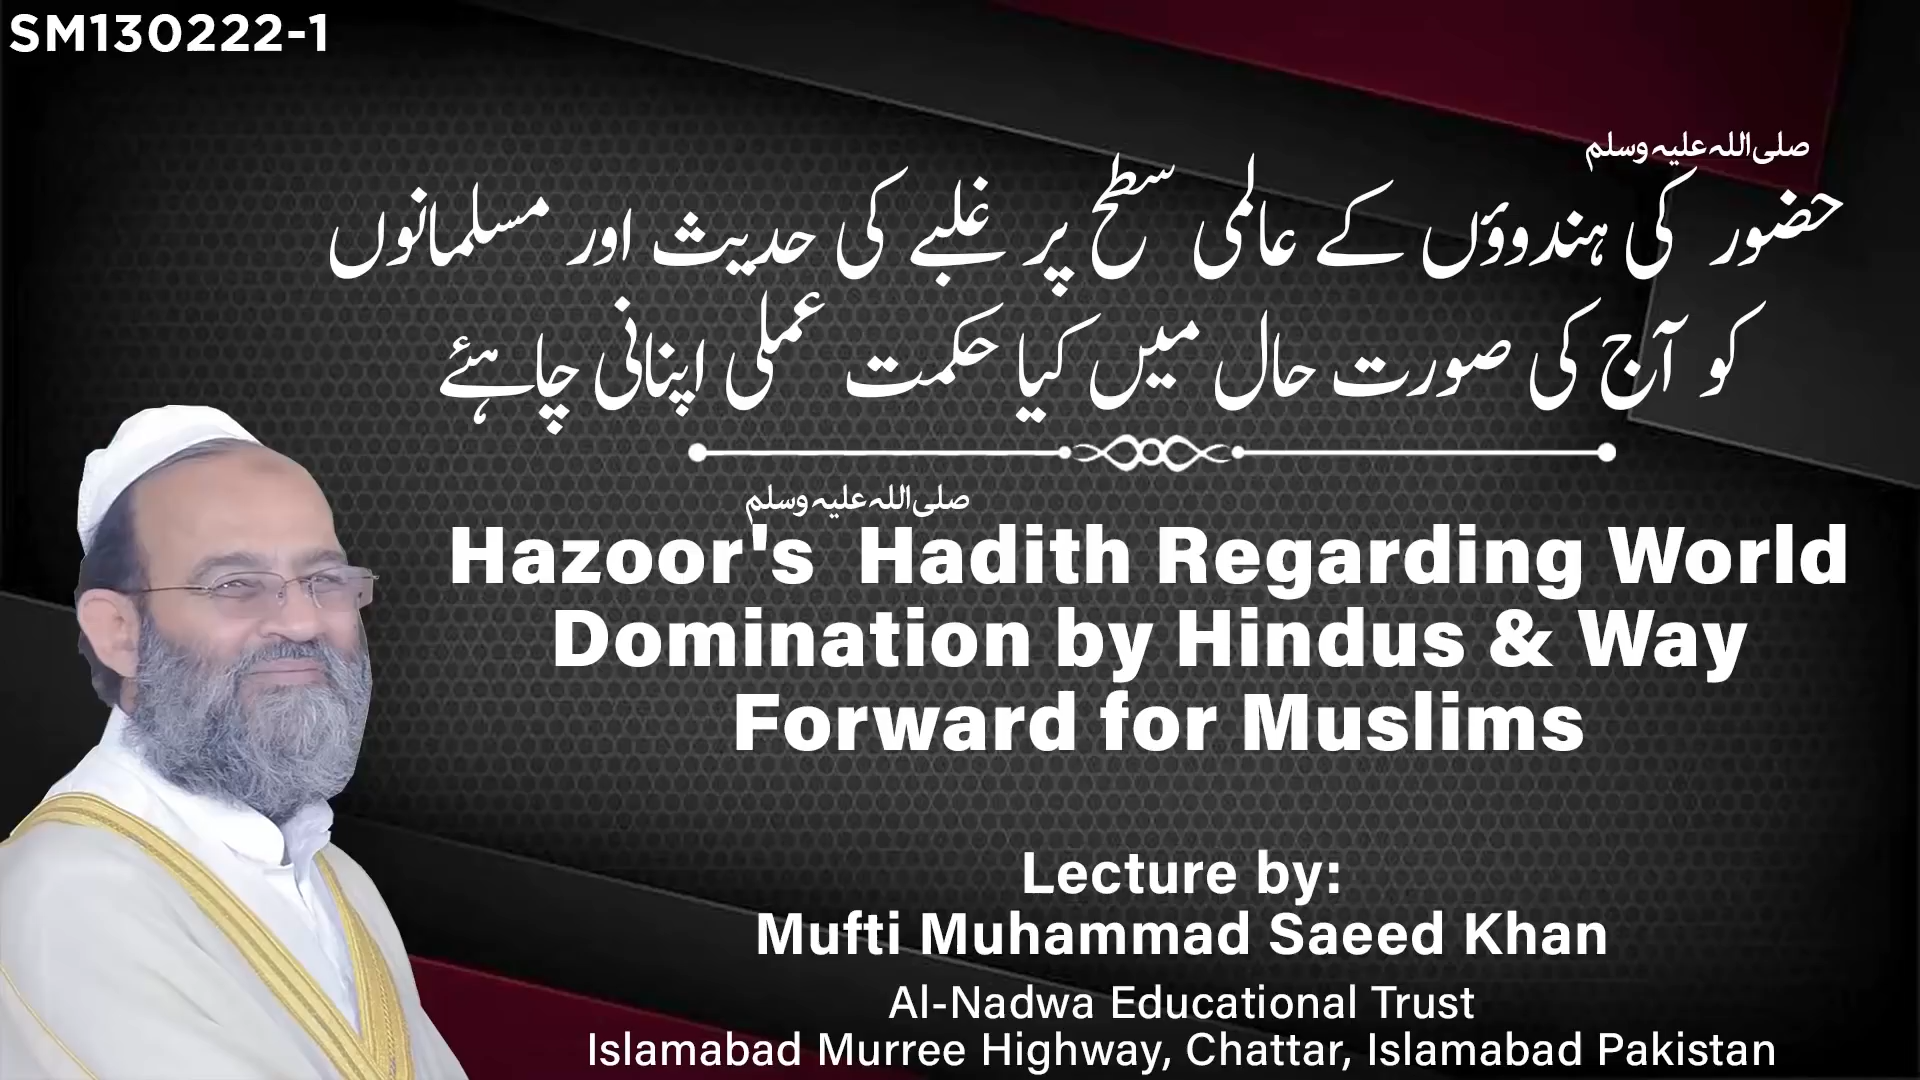 SM130222-1
صلی اللہ علیہ وسلم
حضور کی ہندوؤں کے عالمی سطح پر غلبے کی حدیث اور مسلمانوں
کو آج کی صورت حال میں کیا حکمت عملی اپنانی چاہئے
صلی اللہ علیہ وسلم
Hazoor's Hadith Regarding World
Domination by Hindus & Way
Forward for Muslims
Lecture by:
Mufti Muhammad Saeed Khan
Al-Nadwa Educational Trust
Islamabad Murree Highway, Chattar, Islamabad Pakistan